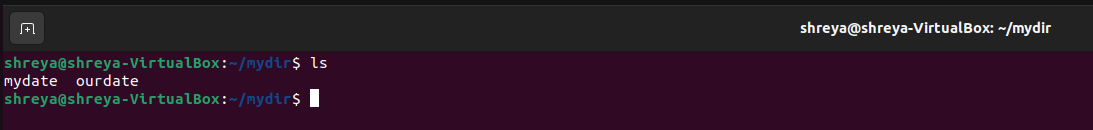 shreya@shreya-VirtualBox: ~/mydir
shreya@shreya-VirtualBox:~/mydir$ ls
mydate  ourdate
shreya@shreya-VirtualBox:~/mydir$